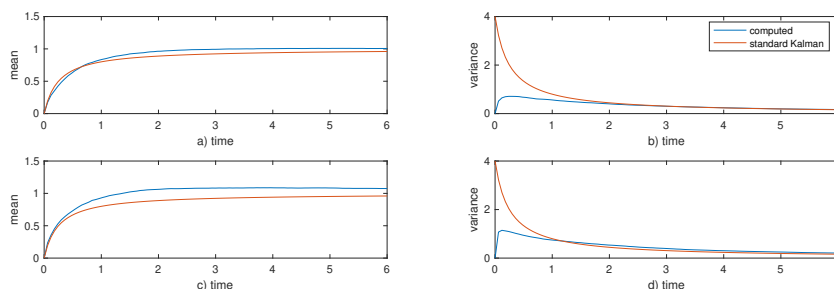 1.5
1
0.5
0
mean
0 1 2 3 4 5 6
a) time
4
2
0
variance
computed
standard Kalman
0 1 2 3 4 5
b) time
1.5
1
0.5
0
mean
0 1 2 3 4 5 6
c) time
4
2
0
variance
0 1 2 3 4 5
d) time